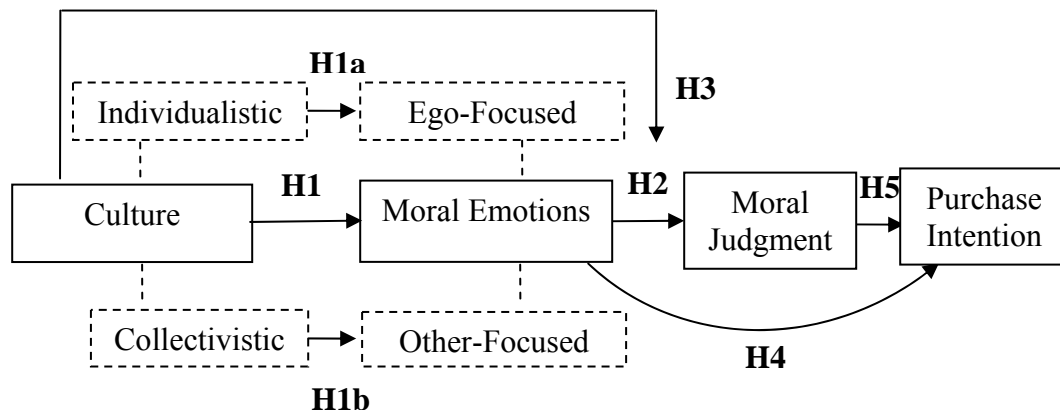 H1a
H3
Individualistic
Ego-Focused
H1
H2
H5
Culture
Moral Emotions
Moral
Judgment
Purchase
Intention
Collectivistic
Other-Focused
H4
H1b